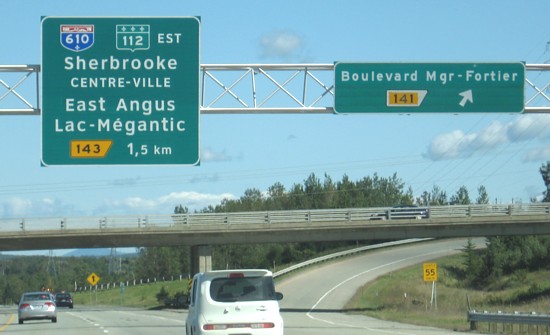 610 112 EST
Sherbrooke
CENTRE-VILLE
East Angus
Lac-Mégantic
143 1,5 km
Boulevard Mgr-Fortier
141
55